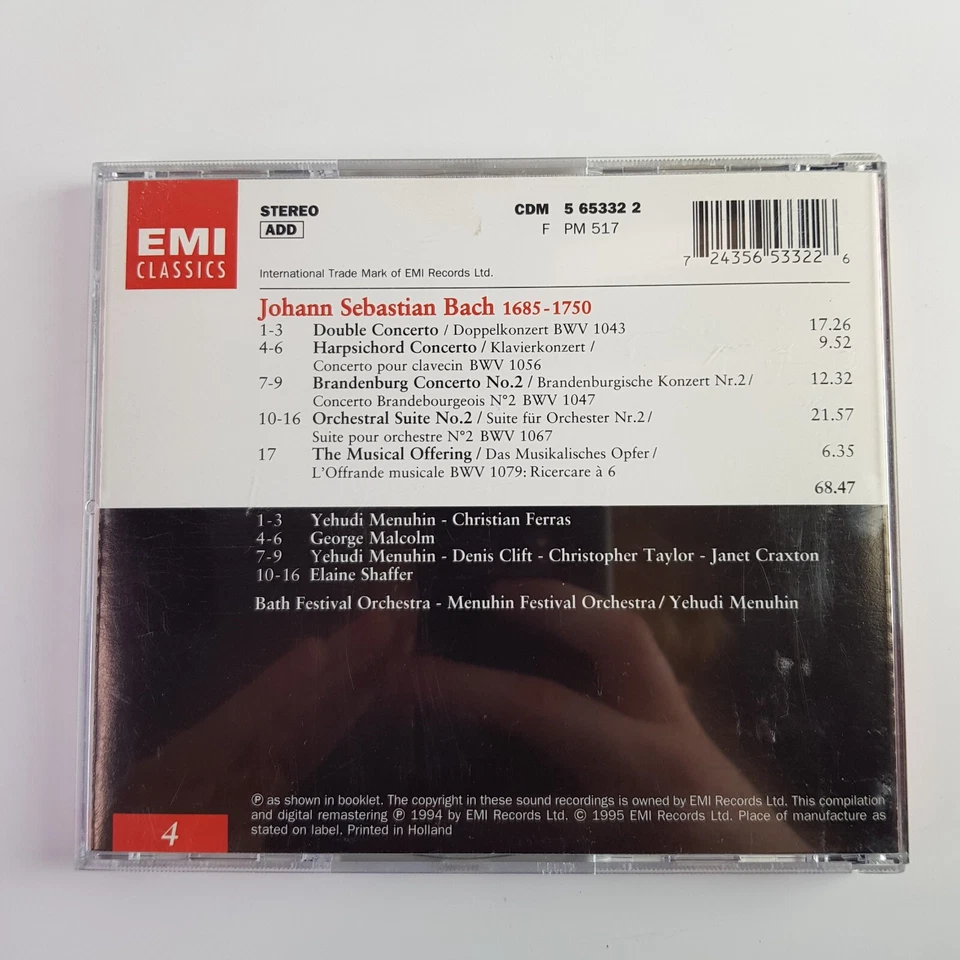 EMI
CLASSICS
STEREO
ADD
CDM 5 65332 2
F PM 517
7 24356 53322 6
International Trade Mark of EMI Records Ltd.
Johann Sebastian Bach 1685-1750
1-3 Double Concerto / Doppelkonzert BWV 1043 17.26
4-6 Harpsichord Concerto / Klavierkonzert / 9.52
Concerto pour clavecin BWV 1056
7-9 Brandenburg Concerto No.2 / Brandenburgische Konzert Nr.2 / 12.32
Concerto Brandebourgeois N°2 BWV 1047
10-16 Orchestral Suite No.2 / Suite für Orchester Nr.2 / 21.57
Suite pour orchestre N°2 BWV 1067
17 The Musical Offering / Das Musikalisches Opfer / 6.35
L'Offrande musicale BWV 1079: Ricercare à 6
68.47
1-3 Yehudi Menuhin - Christian Ferras
4-6 George Malcolm
7-9 Yehudi Menuhin - Denis Clift - Christopher Taylor - Janet Craxton
10-16 Elaine Shaffer
Bath Festival Orchestra - Menuhin Festival Orchestra / Yehudi Menuhin
℗ as shown in booklet. The copyright in these sound recordings is owned by EMI Records Ltd. This compilation
and digital remastering ℗ 1994 by EMI Records Ltd. © 1995 EMI Records Ltd. Place of manufacture as
stated on label. Printed in Holland
4